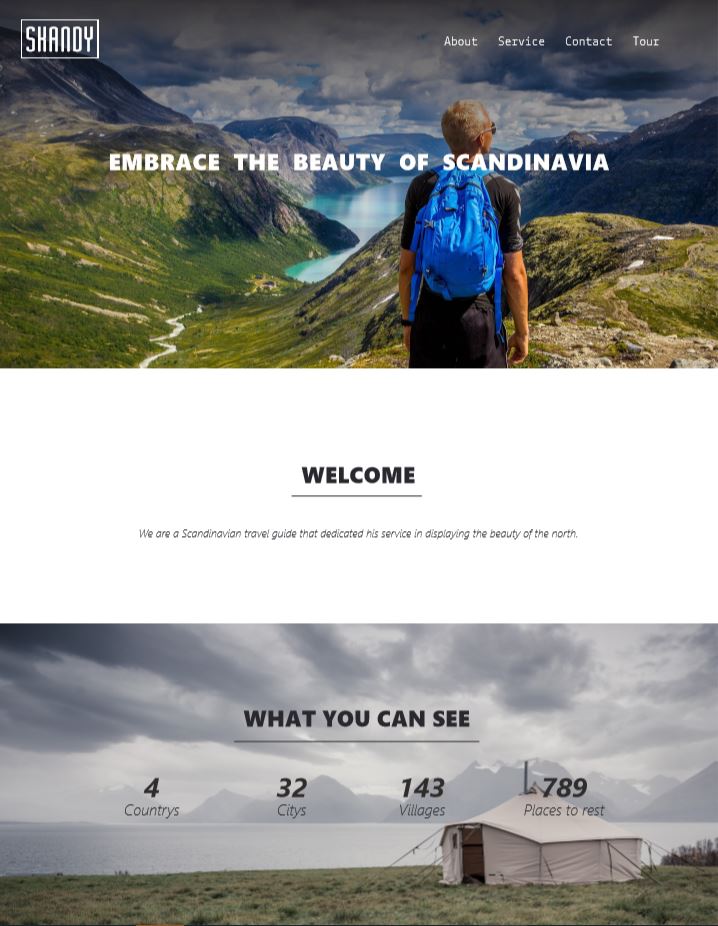 SHANDY
About Service Contact Tour
EMBRACE THE BEAUTY OF SCANDINAVIA
WELCOME
We are a Scandinavian travel guide that dedicated his service in displaying the beauty of the north.
WHAT YOU CAN SEE
4 32 143 789
Countrys Citys Villages Places to rest